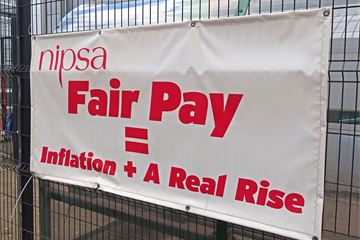 nipsa
Fair Pay
=
Inflation + A Real Rise